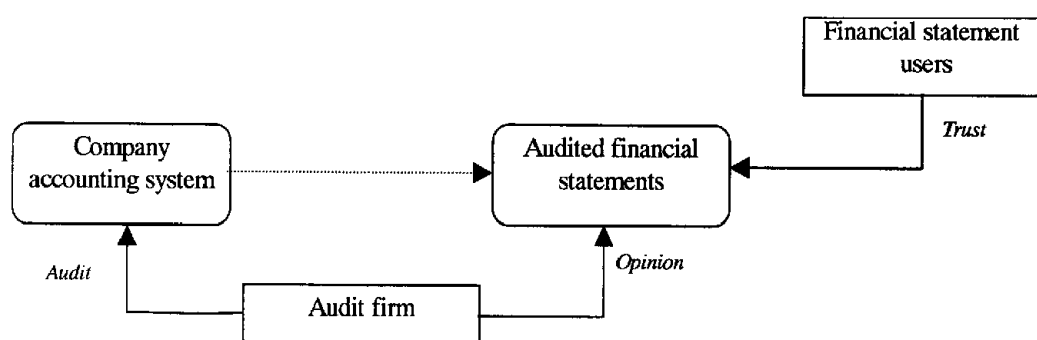 Financial statement
users
Trust
Company
accounting system
Audited financial
statements
Audit
Opinion
Audit firm